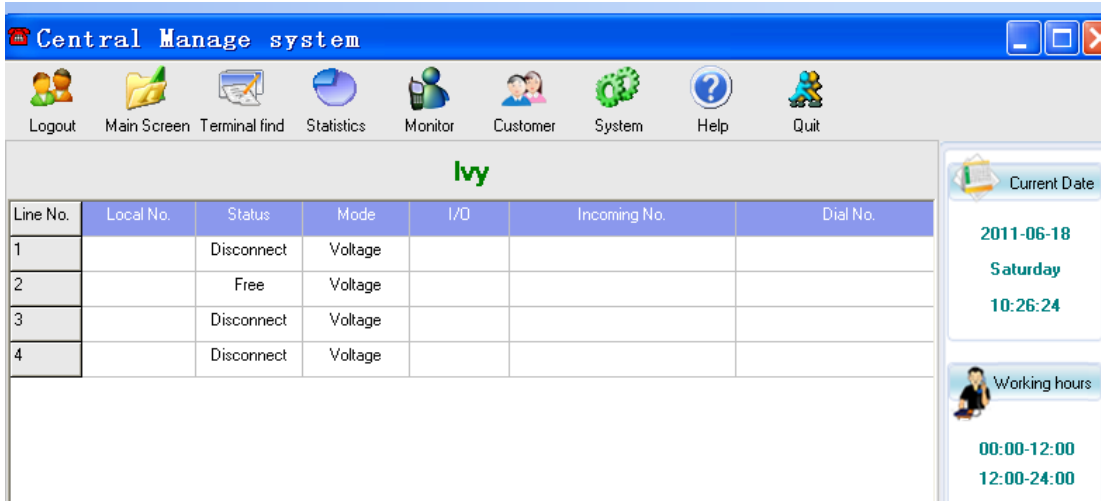 Central Manage system
Logout Main Screen Terminal find Statistics Monitor Customer System Help Quit
Ivy
Line No. Local No. Status Mode I/O Incoming No. Dial No.
1 Disconnect Voltage
2 Free Voltage
3 Disconnect Voltage
4 Disconnect Voltage
Current Date
2011-06-18
Saturday
10:26:24
Working hours
00:00-12:00
12:00-24:00